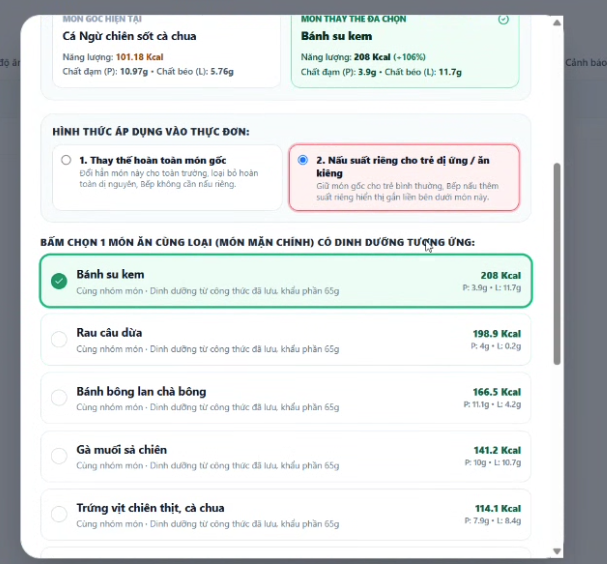 MÓN GỐC HIỆN TẠI
Cá Ngừ chiên sốt cà chua
Năng lượng: 101.18 Kcal
Chất đạm (P): 10.97g • Chất béo (L): 5.76g
MÓN THAY THẾ ĐÃ CHỌN
Bánh su kem
Năng lượng: 208 Kcal (+106%)
Chất đạm (P): 3.9g • Chất béo (L): 11.7g
Cảnh báo
HÌNH THỨC ÁP DỤNG VÀO THỰC ĐƠN:
1. Thay thế hoàn toàn món gốc
Đổi hẳn món này cho toàn trường, loại bỏ hoàn
toàn dị nguyên, Bếp không cần nấu riêng.
2. Nấu suất riêng cho trẻ dị ứng / ăn
kiêng
Giữ món gốc cho trẻ bình thường, Bếp nấu thêm
suất riêng hiển thị gắn liền bên dưới món này.
BẤM CHỌN 1 MÓN ĂN CÙNG LOẠI (MÓN MẶN CHÍNH) CÓ DINH DƯỠNG TƯƠNG ỨNG:
Bánh su kem
Cùng nhóm món • Dinh dưỡng từ công thức đã lưu, khẩu phần 65g
208 Kcal
P: 3.9g • L: 11.7g
Rau câu dừa
Cùng nhóm món • Dinh dưỡng từ công thức đã lưu, khẩu phần 65g
198.9 Kcal
P: 4g • L: 0.2g
Bánh bông lan chà bông
Cùng nhóm món • Dinh dưỡng từ công thức đã lưu, khẩu phần 65g
166.5 Kcal
P: 11.1g • L: 4.2g
Gà muối sả chiên
Cùng nhóm món • Dinh dưỡng từ công thức đã lưu, khẩu phần 65g
141.2 Kcal
P: 10g • L: 10.7g
Trứng vịt chiên thịt, cà chua
Cùng nhóm món • Dinh dưỡng từ công thức đã lưu, khẩu phần 65g
114.1 Kcal
P: 7.9g • L: 8.4g